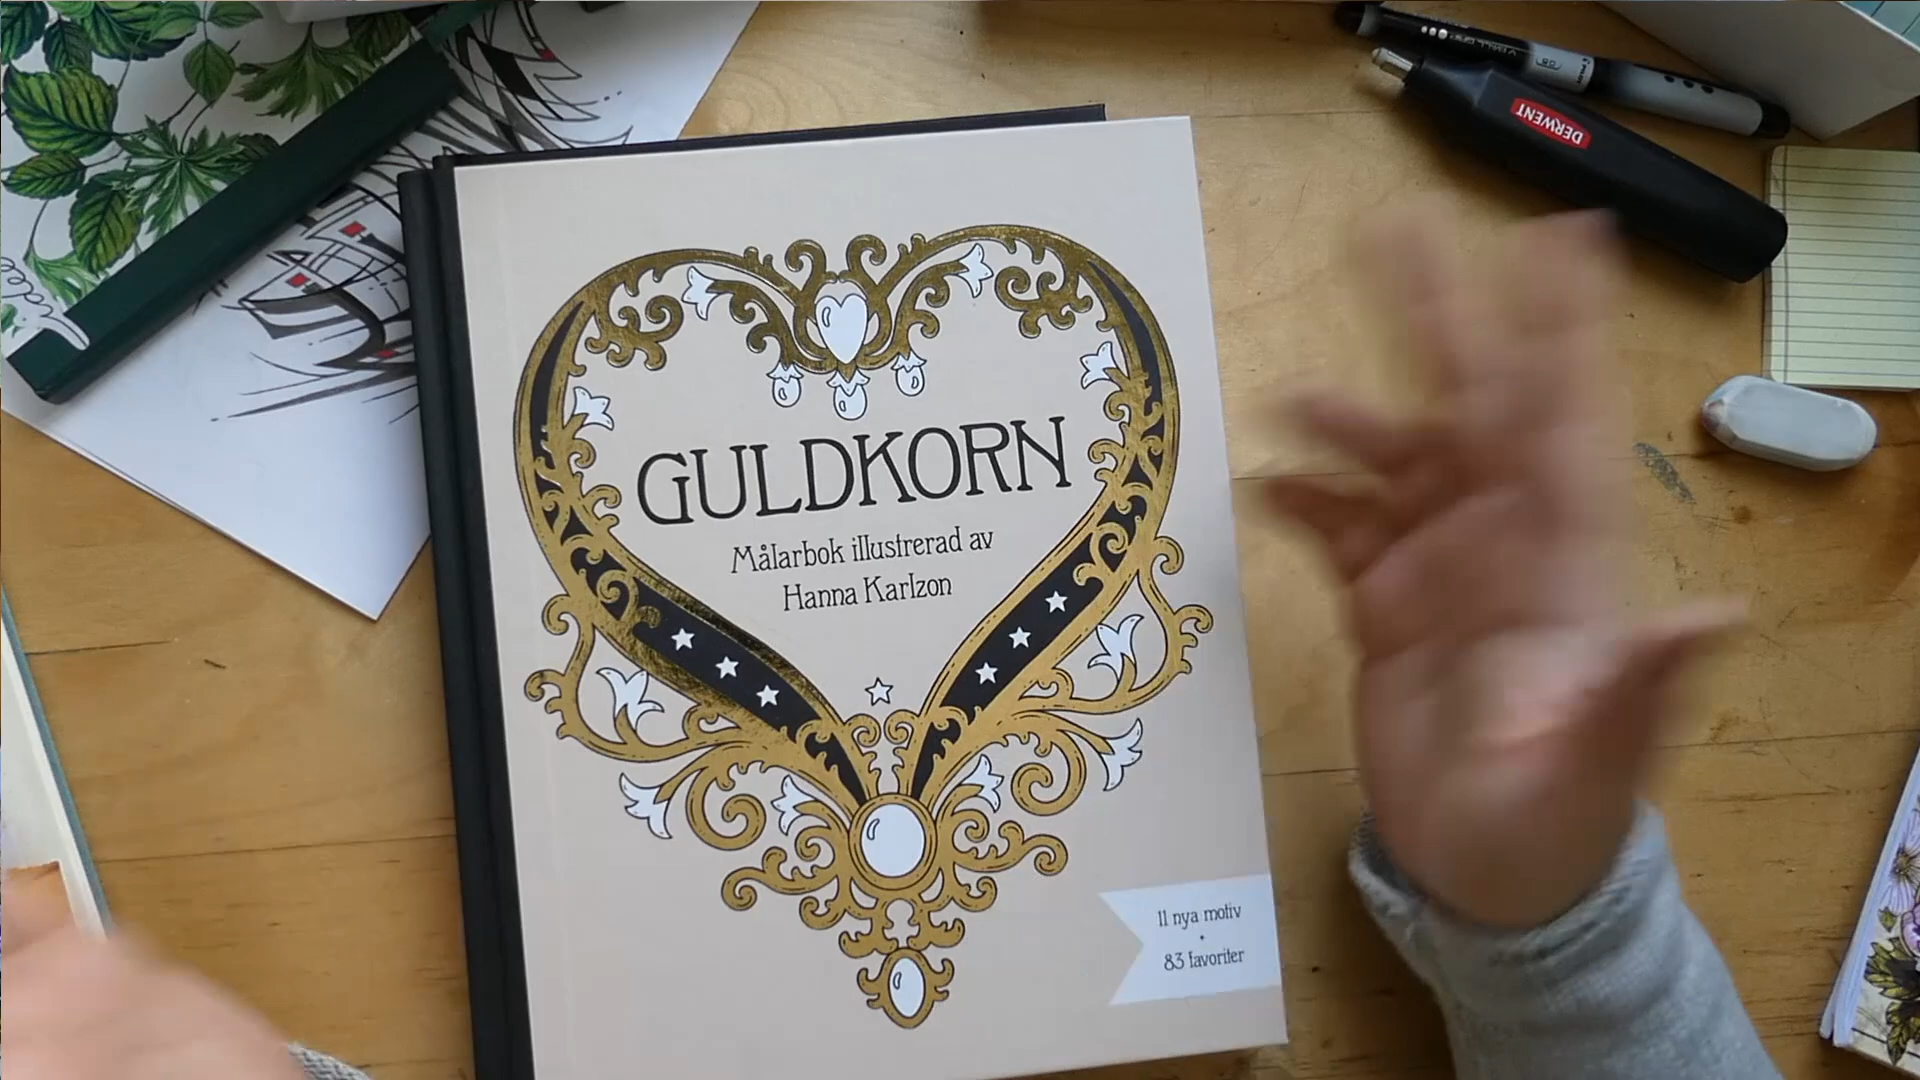 GULDKORN
Målarbok illustrerad av
Hanna Karlzon
11 nya motiv
•
83 favoriter
DERWENT